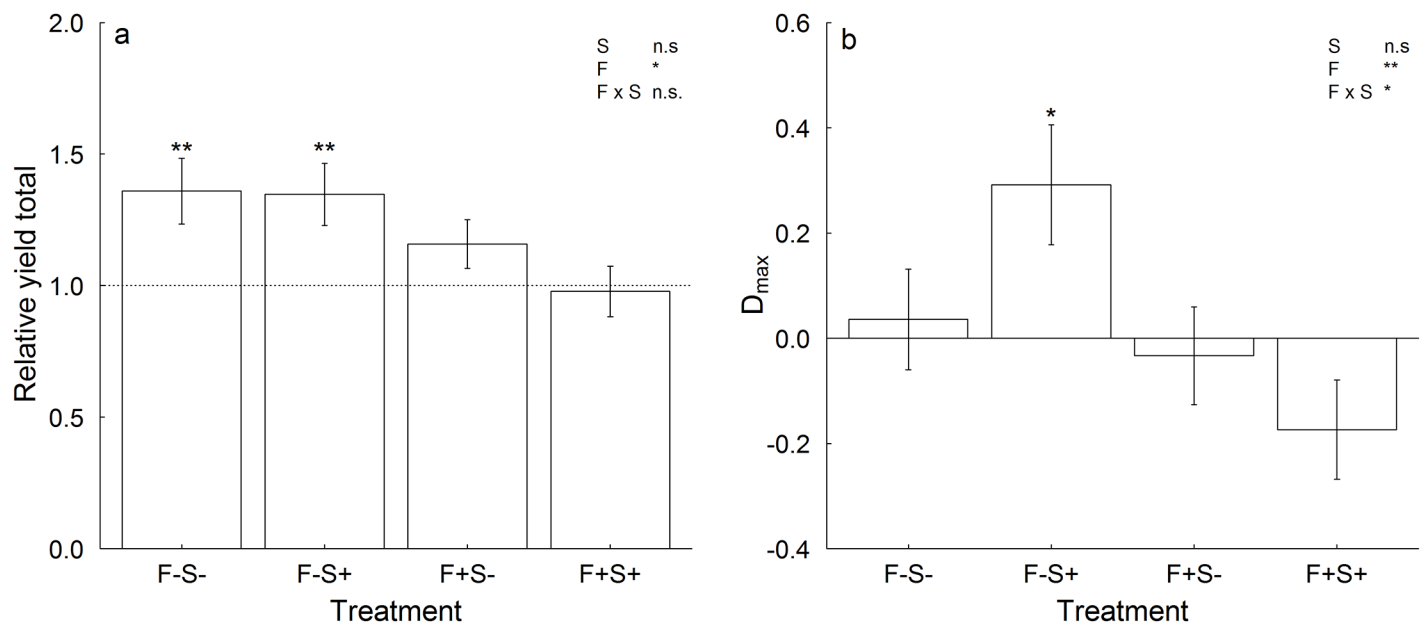 a
S n.s
F *
F x S n.s.
2.0
1.5
1.0
0.5
0.0
Relative yield total
** **
F-S- F-S+ F+S- F+S+
Treatment
b
S n.s
F **
F x S *
0.6
0.4
0.2
0.0
-0.2
-0.4
Dmax
*
F-S- F-S+ F+S- F+S+
Treatment